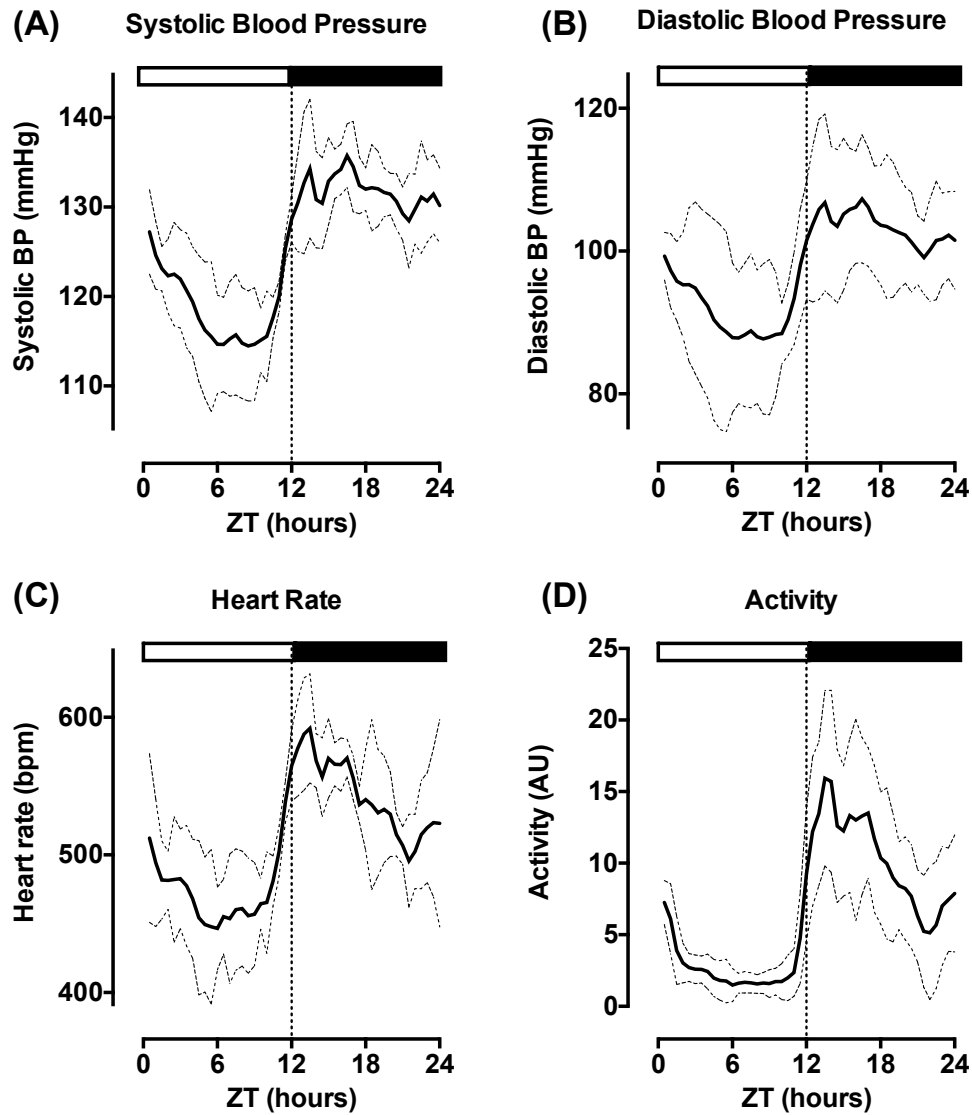 (A) Systolic Blood Pressure
Systolic BP (mmHg)
140
130
120
110
0 6 12 18 24
ZT (hours)
(B) Diastolic Blood Pressure
Diastolic BP (mmHg)
120
100
80
0 6 12 18 24
ZT (hours)
(C) Heart Rate
Heart rate (bpm)
600
500
400
0 6 12 18 24
ZT (hours)
(D) Activity
Activity (AU)
25
20
15
10
5
0
0 6 12 18 24
ZT (hours)